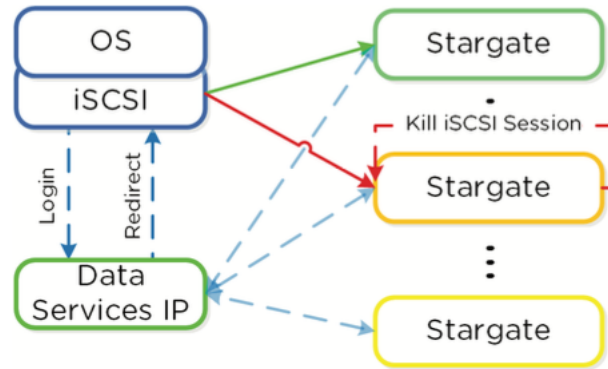 OS
iSCSI
Login
Redirect
Data
Services IP
Stargate
Kill iSCSI Session
Stargate
Stargate